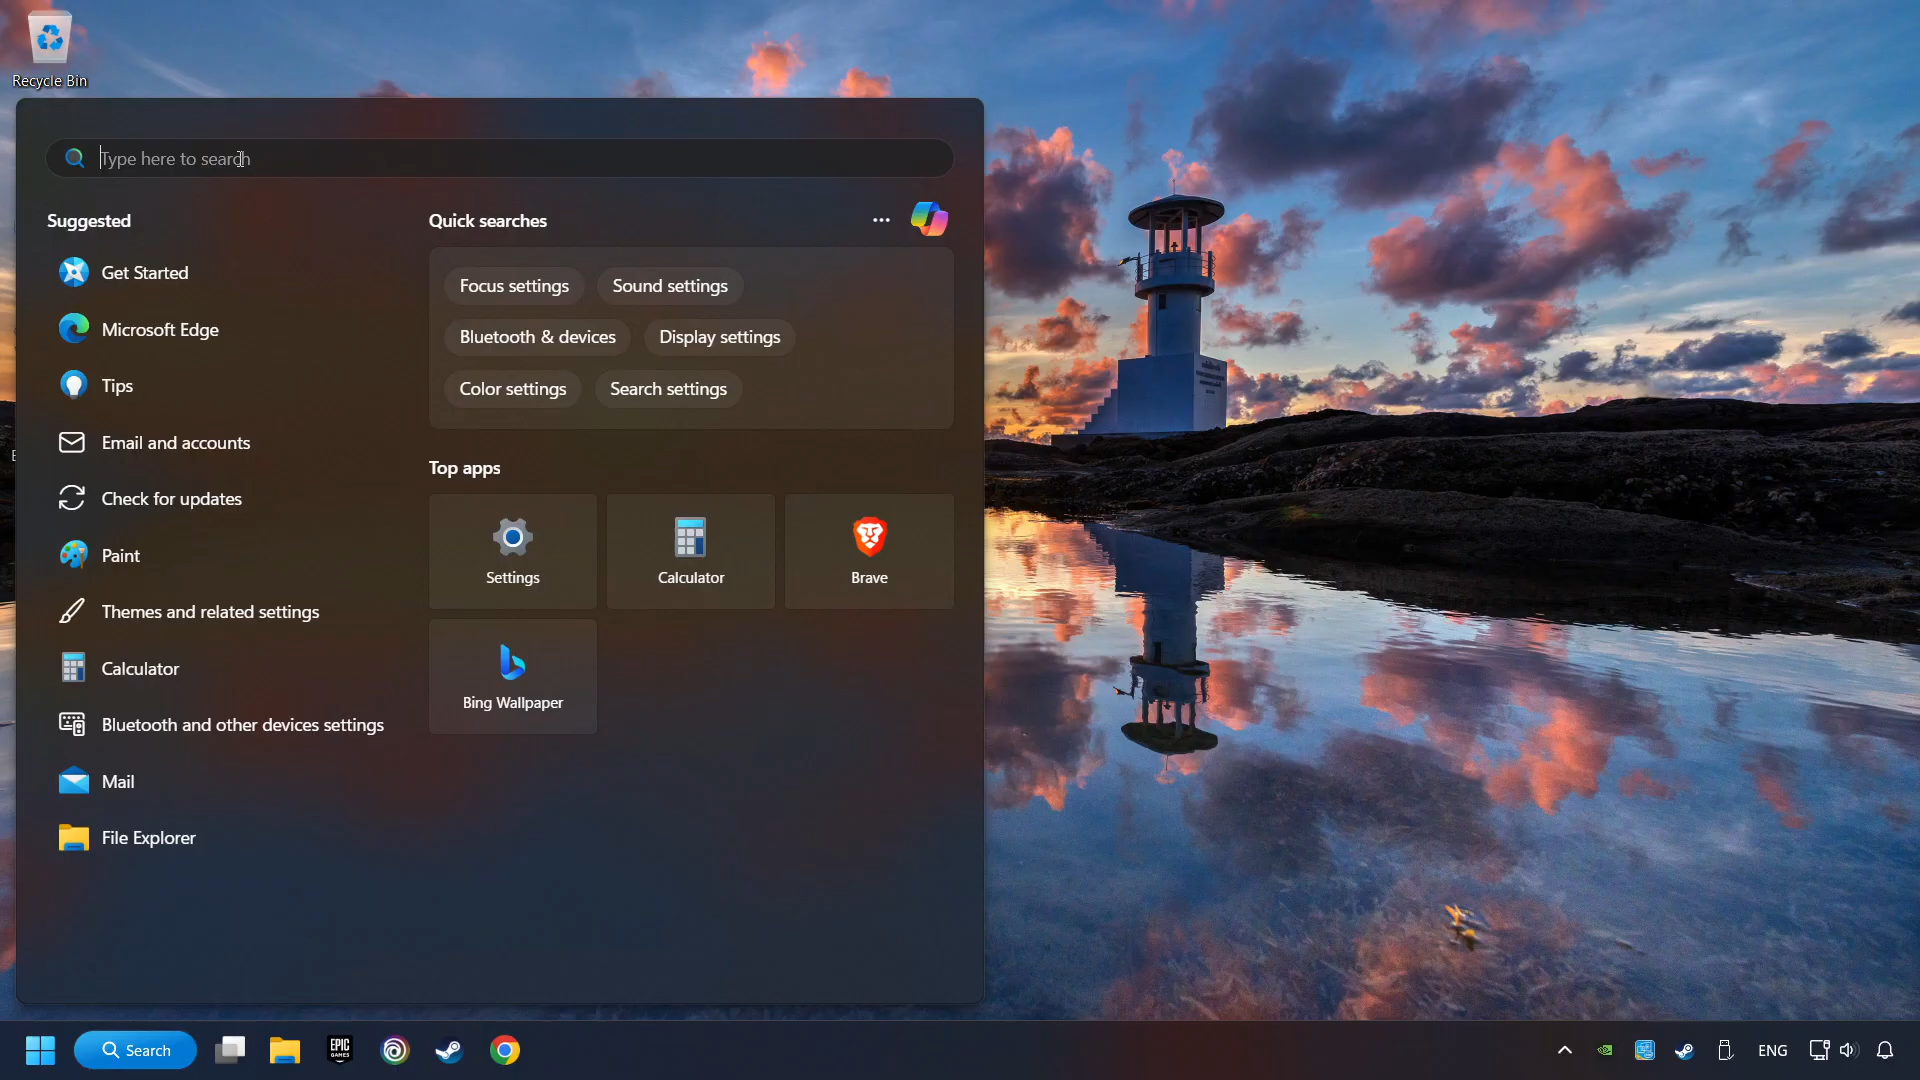 Recycle Bin
Type here to search
Suggested
Get Started
Microsoft Edge
Tips
Email and accounts
Check for updates
Paint
Themes and related settings
Calculator
Bluetooth and other devices settings
Mail
File Explorer
Quick searches
Focus settings
Sound settings
Bluetooth & devices
Display settings
Color settings
Search settings
Top apps
Settings
Calculator
Brave
Bing Wallpaper
Search
EPIC
GAMES
ENG